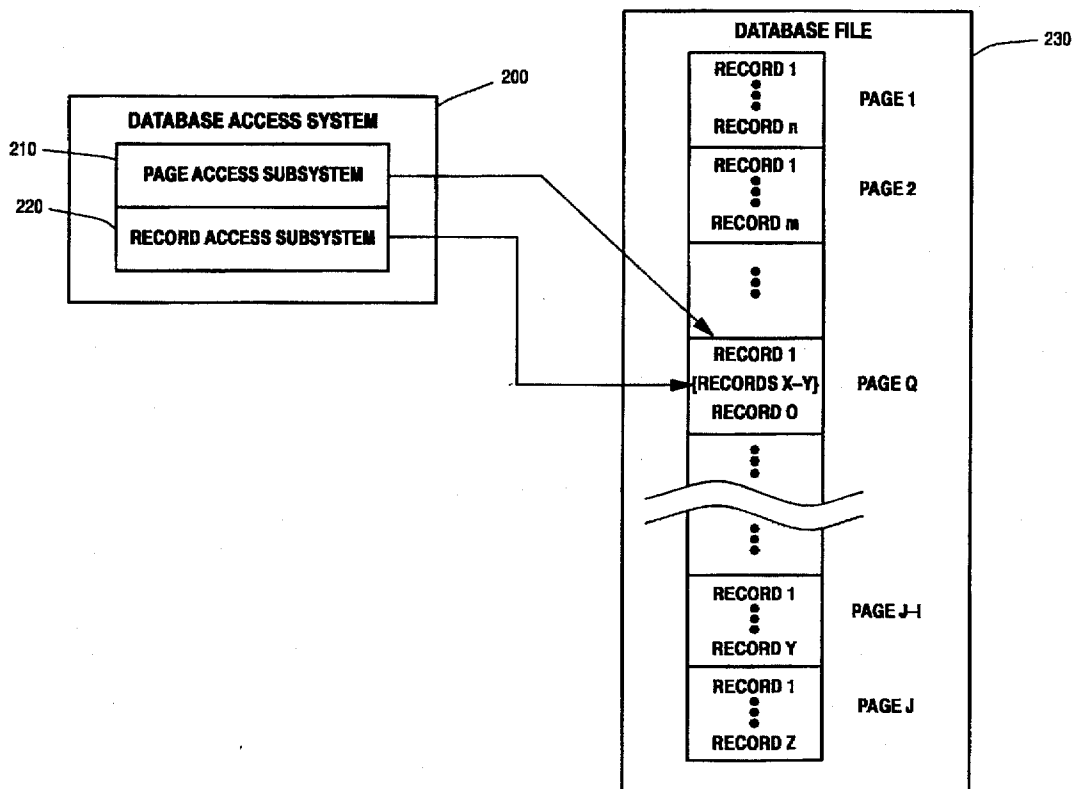 200
DATABASE ACCESS SYSTEM
210
PAGE ACCESS SUBSYSTEM
220
RECORD ACCESS SUBSYSTEM
230
DATABASE FILE
RECORD 1
RECORD n
PAGE 1
RECORD 1
RECORD m
PAGE 2
RECORD 1
{RECORDS X–Y}
RECORD O
PAGE Q
RECORD 1
RECORD Y
PAGE J–I
RECORD 1
RECORD Z
PAGE J